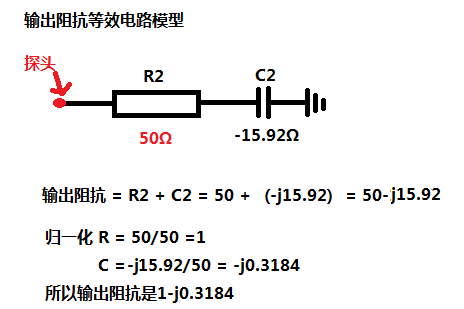 输出阻抗等效电路模型
探头
R2
C2
50Ω
-15.92Ω
输出阻抗 = R2 + C2 = 50 + (-j15.92) = 50-j15.92
归一化 R = 50/50 =1
C =-j15.92/50 = -j0.3184
所以输出阻抗是1-j0.3184